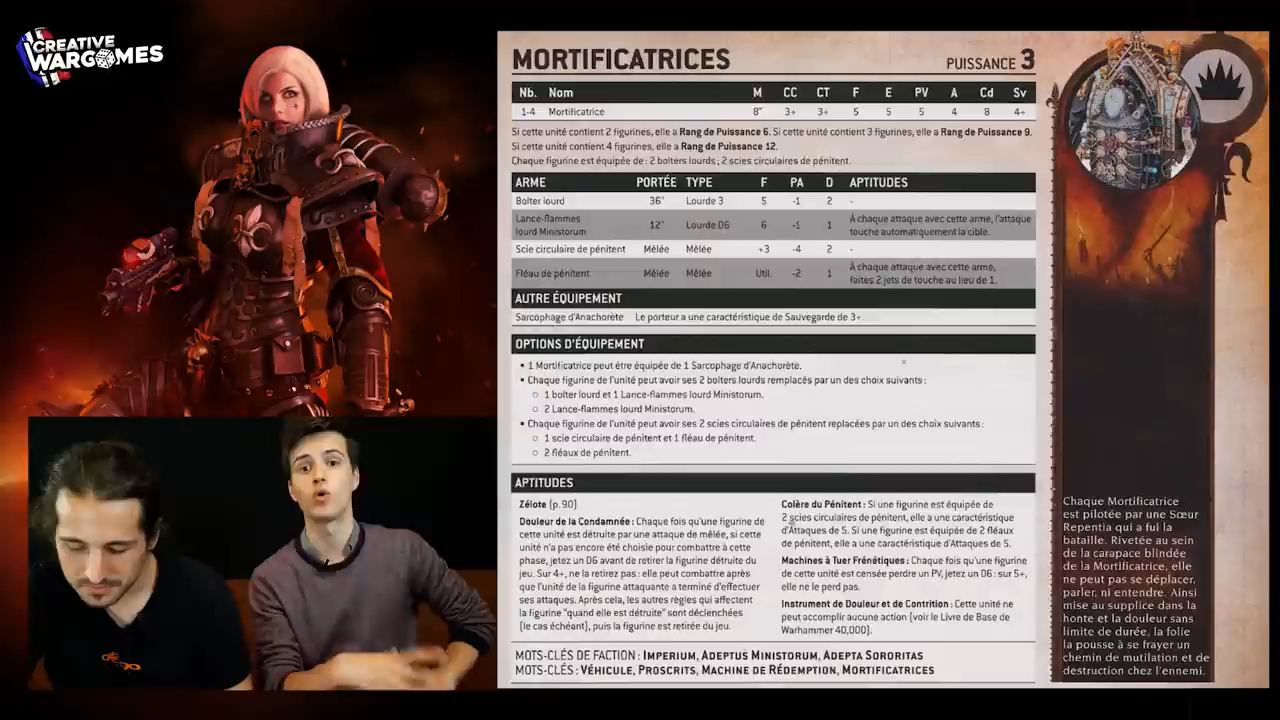 CREATIVE
WARGAMES
MORTIFICATRICES PUISSANCE 3
Nb. Nom M CC CT F E PV A Cd Sv
1-4 Mortificatrice 8" 3+ 3+ 5 5 5 4 8 4+
Si cette unité contient 2 figurines, elle a Rang de Puissance 6. Si cette unité contient 3 figurines, elle a Rang de Puissance 9.
Si cette unité contient 4 figurines, elle a Rang de Puissance 12.
Chaque figurine est équipée de : 2 bolters lourds ; 2 scies circulaires de pénitent.
ARME PORTÉE TYPE F PA D APTITUDES
Bolter lourd 36" Lourde 3 5 -1 2 -
Lance-flammes
lourd Ministorum 12" Lourde D6 6 -1 1 À chaque attaque avec cette arme, l'attaque
touche automatiquement la cible.
Scie circulaire de pénitent Mêlée Mêlée +3 -4 2 -
Fléau de pénitent Mêlée Mêlée Util. -2 1 À chaque attaque avec cette arme,
faites 2 jets de touche au lieu de 1.
AUTRE ÉQUIPEMENT
Sarcophage d'Anachorète Le porteur a une caractéristique de Sauvegarde de 3+.
OPTIONS D'ÉQUIPEMENT
• 1 Mortificatrice peut être équipée de 1 Sarcophage d'Anachorète.
• Chaque figurine de l'unité peut avoir ses 2 bolters lourds remplacés par un des choix suivants :
○ 1 bolter lourd et 1 Lance-flammes lourd Ministorum.
○ 2 Lance-flammes lourd Ministorum.
• Chaque figurine de l'unité peut avoir ses 2 scies circulaires de pénitent replacées par un des choix suivants :
○ 1 scie circulaire de pénitent et 1 fléau de pénitent.
○ 2 fléaux de pénitent.
APTITUDES
Zélote (p.90)
Douleur de la Condamnée : Chaque fois qu'une figurine de
cette unité est détruite par une attaque de mêlée, si cette
unité n'a pas encore été choisie pour combattre à cette
phase, jetez un D6 avant de retirer la figurine détruite du
jeu. Sur 4+, ne la retirez pas : elle peut combattre après
que l'unité de la figurine attaquante a terminé d'effectuer
ses attaques. Après cela, les autres règles qui affectent
la figurine "quand elle est détruite" sont déclenchées
(le cas échéant), puis la figurine est retirée du jeu.
Colère du Pénitent : Si une figurine est équipée de
2 scies circulaires de pénitent, elle a une caractéristique
d'Attaques de 5. Si une figurine est équipée de 2 fléaux
de pénitent, elle a une caractéristique d'Attaques de 5.
Machines à Tuer Frénétiques : Chaque fois qu'une figurine
de cette unité est censée perdre un PV, jetez un D6 : sur 5+,
elle ne le perd pas.
Instrument de Douleur et de Contrition : Cette unité ne
peut accomplir aucune action (voir le Livre de Base de
Warhammer 40,000).
MOTS-CLÉS DE FACTION : IMPERIUM, ADEPTUS MINISTORUM, ADEPTA SORORITAS
MOTS-CLÉS : VÉHICULE, PROSCRITS, MACHINE DE RÉDEMPTION, MORTIFICATRICES
Chaque Mortificatrice
est pilotée par une Sœur
Repentia qui a fui la
bataille. Rivetée au sein
de la carapace blindée
de la Mortificatrice, elle
ne peut pas se déplacer,
parler, ni entendre. Ainsi
mise au supplice dans la
honte et la douleur sans
limite de durée, la folie
la pousse à se frayer un
chemin de mutilation et de
destruction chez l'ennemi.